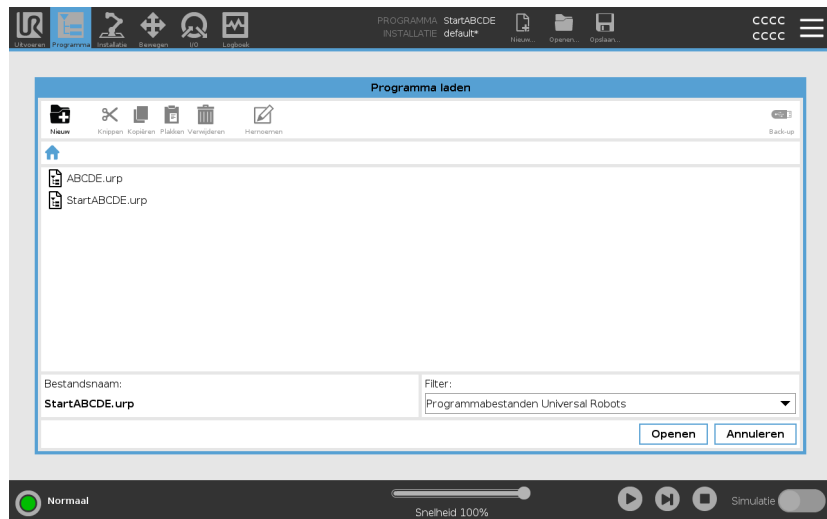 PROGRAMMA StartABCDE
INSTALLATIE default*
Uitvoeren Programma Installatie Bewegen I/O Logboek
Nieuw... Openen... Opslaan...
CCCC
CCCC
Programma laden
Nieuw Knippen Kopiëren Plakken Verwijderen Hernoemen Back-up
ABCDE.urp
StartABCDE.urp
Bestandsnaam: Filter:
StartABCDE.urp Programmabestanden Universal Robots
Openen Annuleren
Normaal
Snelheid 100%
Simulatie